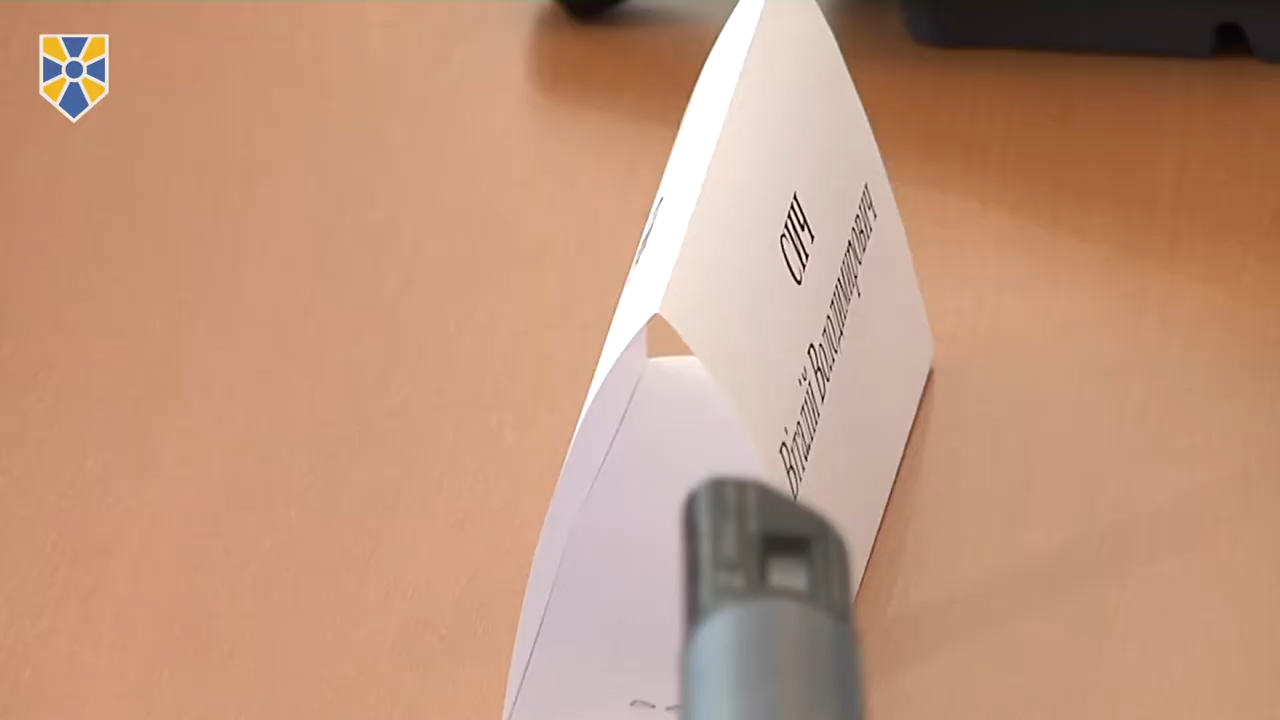 СІЧ
Віталій Володимирович